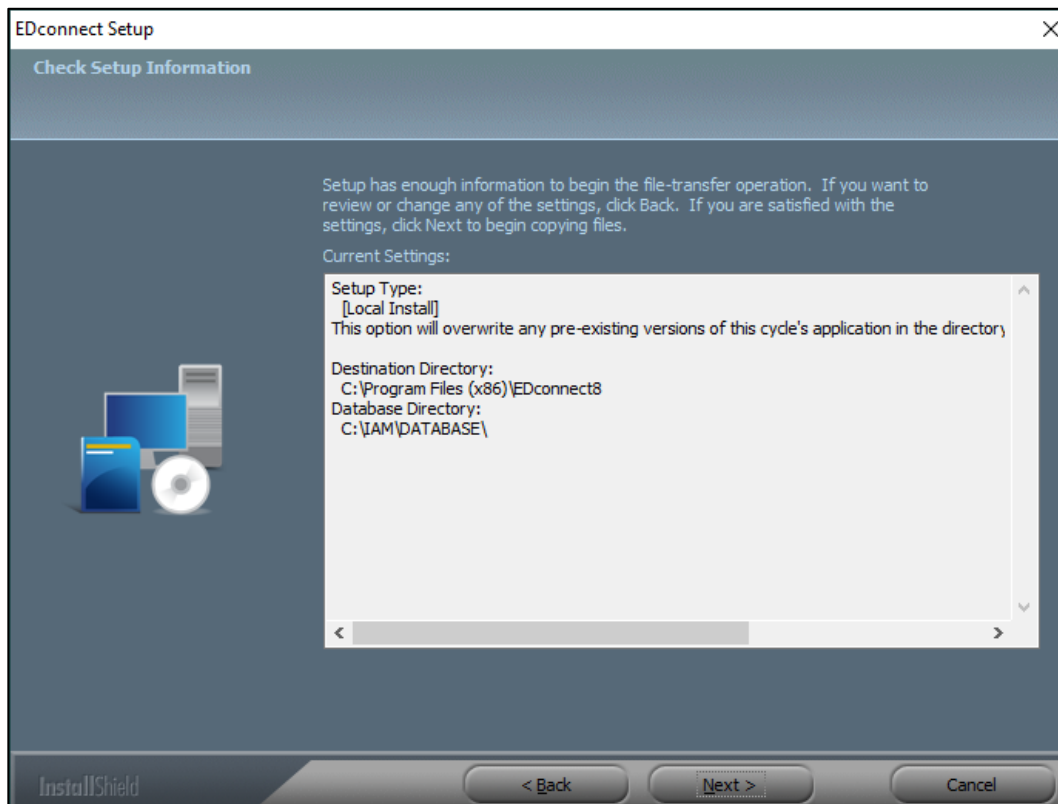 EDconnect Setup
Check Setup Information
Setup has enough information to begin the file-transfer operation.  If you want to
review or change any of the settings, click Back.  If you are satisfied with the
settings, click Next to begin copying files.
Current Settings:
Setup Type:
[Local Install]
This option will overwrite any pre-existing versions of this cycle's application in the directory
Destination Directory:
C:\Program Files (x86)\EDconnect8
Database Directory:
C:\IAM\DATABASE\
InstallShield
< Back
Next >
Cancel